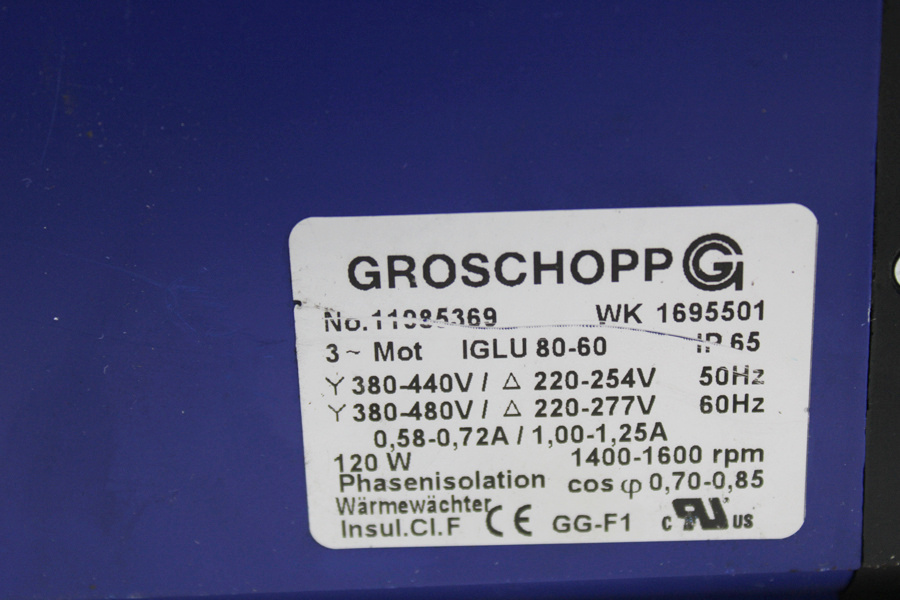 GROSCHOPP G
No. 11085369 WK 1695501
3 ~ Mot IGLU 80-60 IP 65
Y 380-440V / Δ 220-254V 50Hz
Y 380-480V / Δ 220-277V 60Hz
0,58-0,72A / 1,00-1,25A
120 W 1400-1600 rpm
Phasenisolation cos φ 0,70-0,85
Wärmewächter
Insul.Cl.F CE GG-F1 c RU US